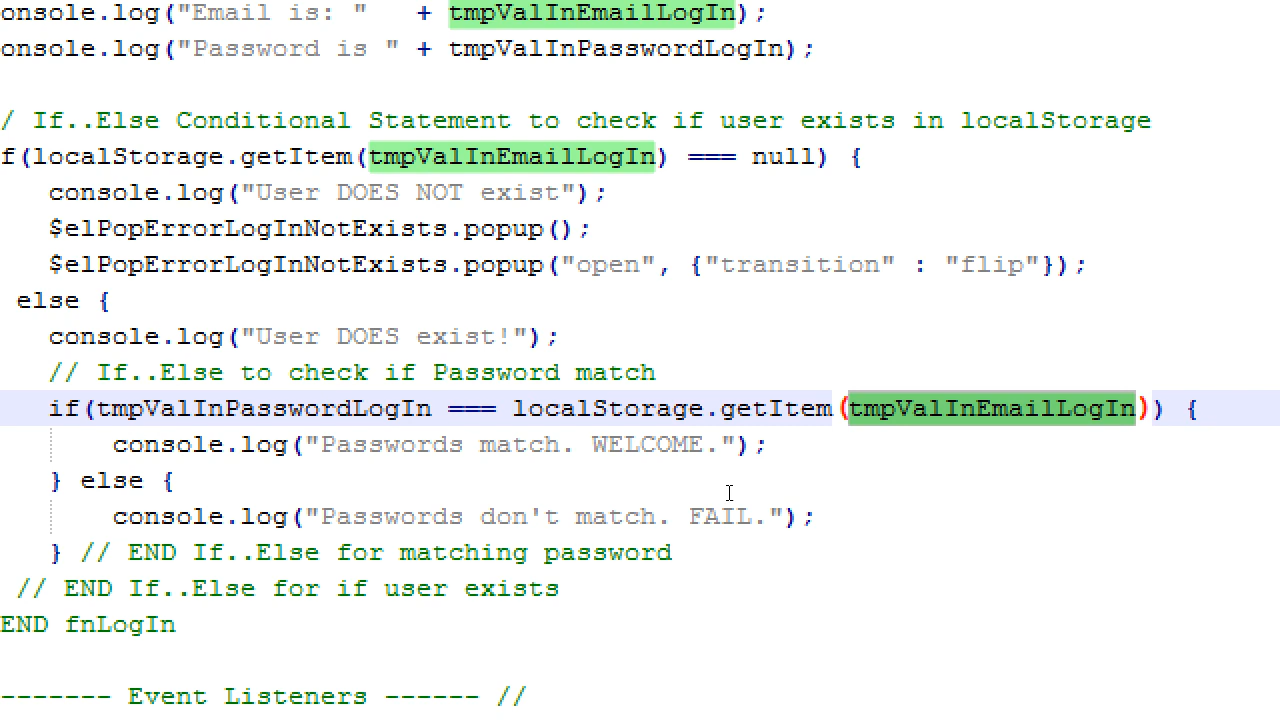 onsole.log("Email is: "   + tmpValInEmailLogIn);
onsole.log("Password is " + tmpValInPasswordLogIn);
/ If..Else Conditional Statement to check if user exists in localStorage
f(localStorage.getItem(tmpValInEmailLogIn) === null) {
   console.log("User DOES NOT exist");
   $elPopErrorLogInNotExists.popup();
   $elPopErrorLogInNotExists.popup("open", {"transition" : "flip"});
 else {
   console.log("User DOES exist!");
   // If..Else to check if Password match
   if(tmpValInPasswordLogIn === localStorage.getItem(tmpValInEmailLogIn)) {
       console.log("Passwords match. WELCOME.");
   } else {
       console.log("Passwords don't match. FAIL.");
   } // END If..Else for matching password
 // END If..Else for if user exists
END fnLogIn
------- Event Listeners ------ //